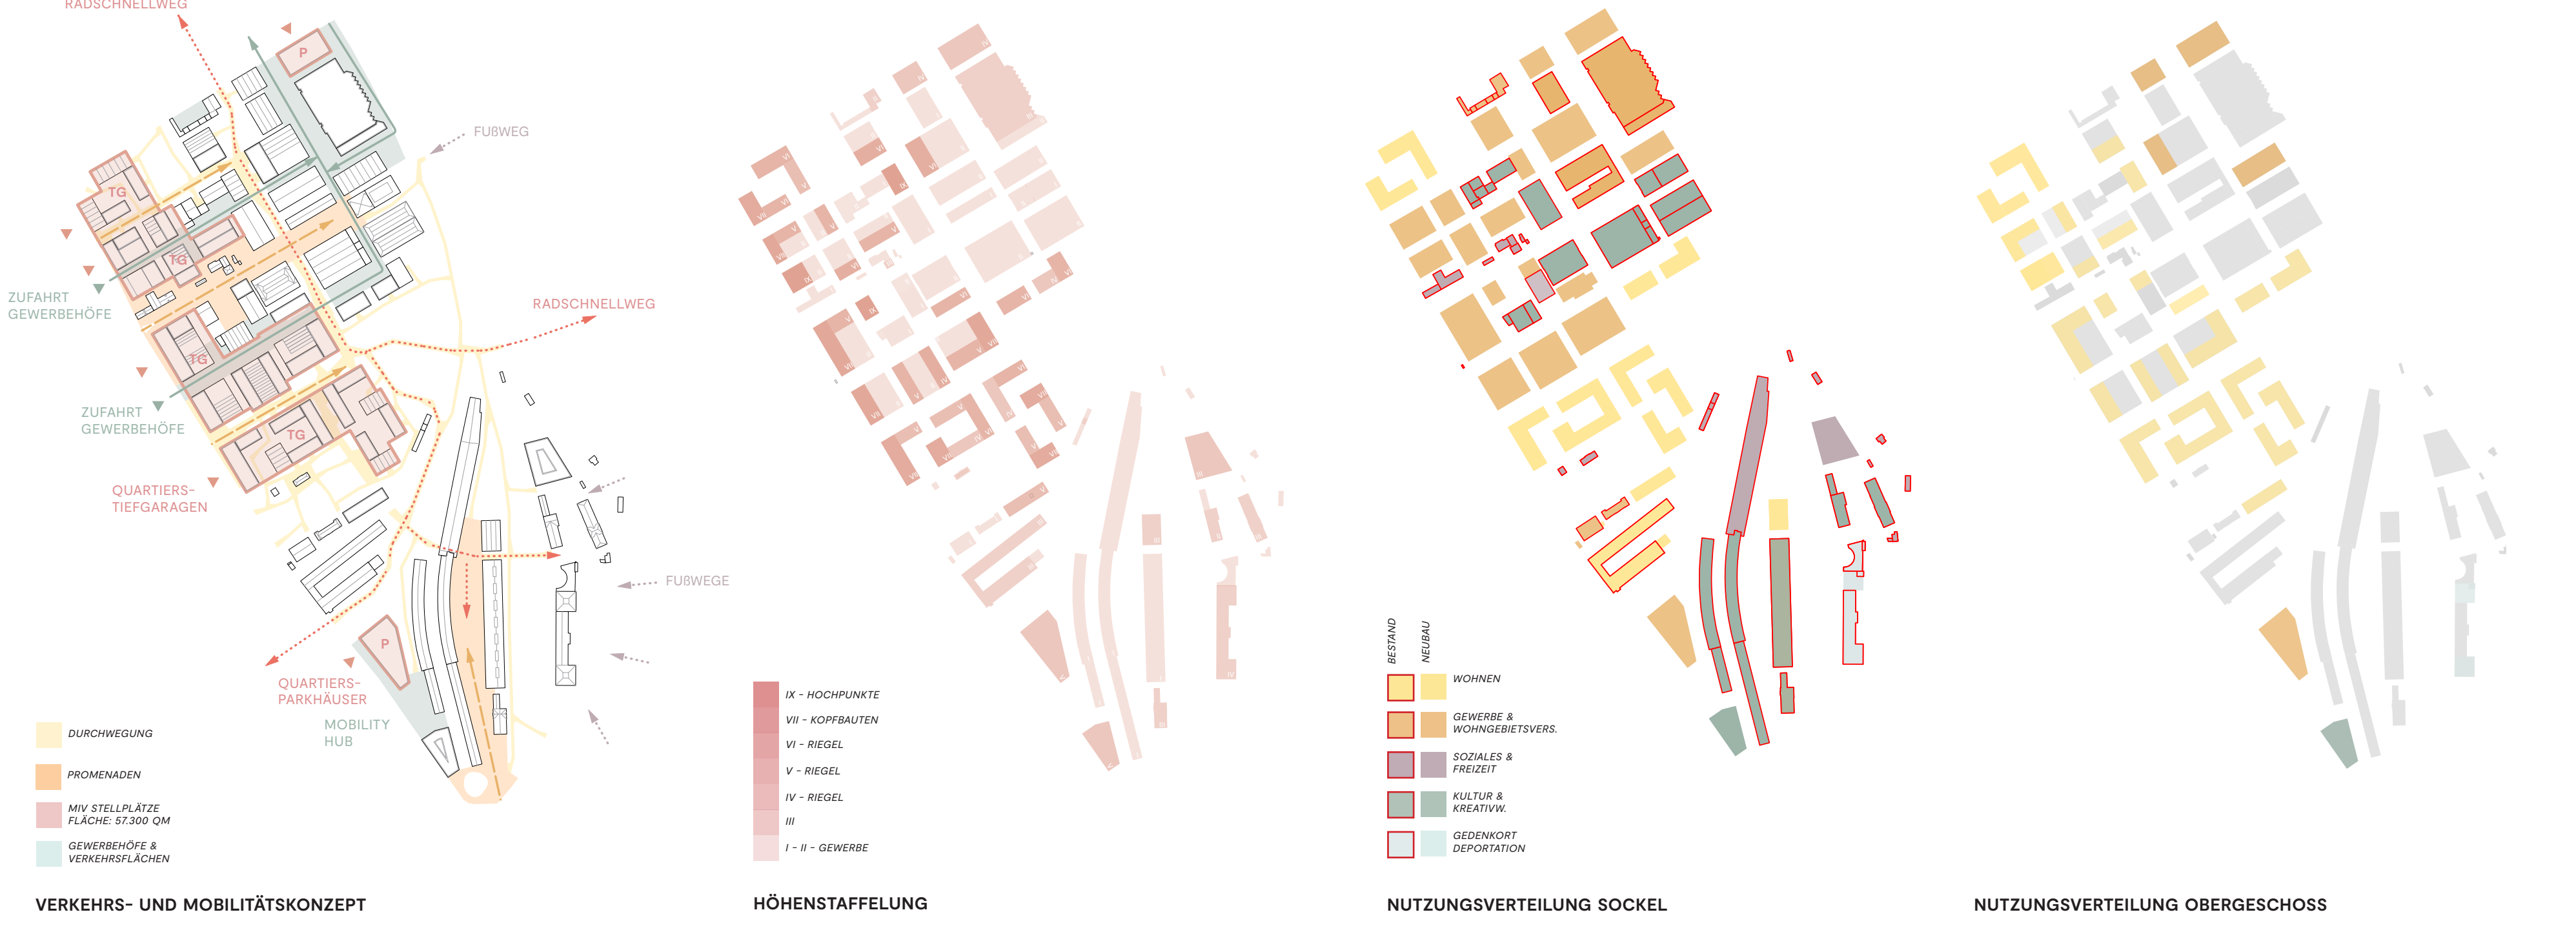 RADSCHNELLWEG
P
FUßWEG
TG
TG
ZUFAHRT
GEWERBEHÖFE
RADSCHNELLWEG
TG
ZUFAHRT
GEWERBEHÖFE
TG
QUARTIERS-
TIEFGARAGEN
FUßWEGE
P
QUARTIERS-
PARKHÄUSER
MOBILITY
HUB
DURCHWEGUNG
PROMENADEN
MIV STELLPLÄTZE
FLÄCHE: 57.300 QM
GEWERBEHÖFE &
VERKEHRSFLÄCHEN
VERKEHRS- UND MOBILITÄTSKONZEPT
IX - HOCHPUNKTE
VII - KOPFBAUTEN
VI - RIEGEL
V - RIEGEL
IV - RIEGEL
III
I - II - GEWERBE
HÖHENSTAFFELUNG
BESTAND
NEUBAU
WOHNEN
GEWERBE &
WOHNGEBIETSVERS.
SOZIALES &
FREIZEIT
KULTUR &
KREATIVW.
GEDENKORT
DEPORTATION
NUTZUNGSVERTEILUNG SOCKEL
NUTZUNGSVERTEILUNG OBERGESCHOSS